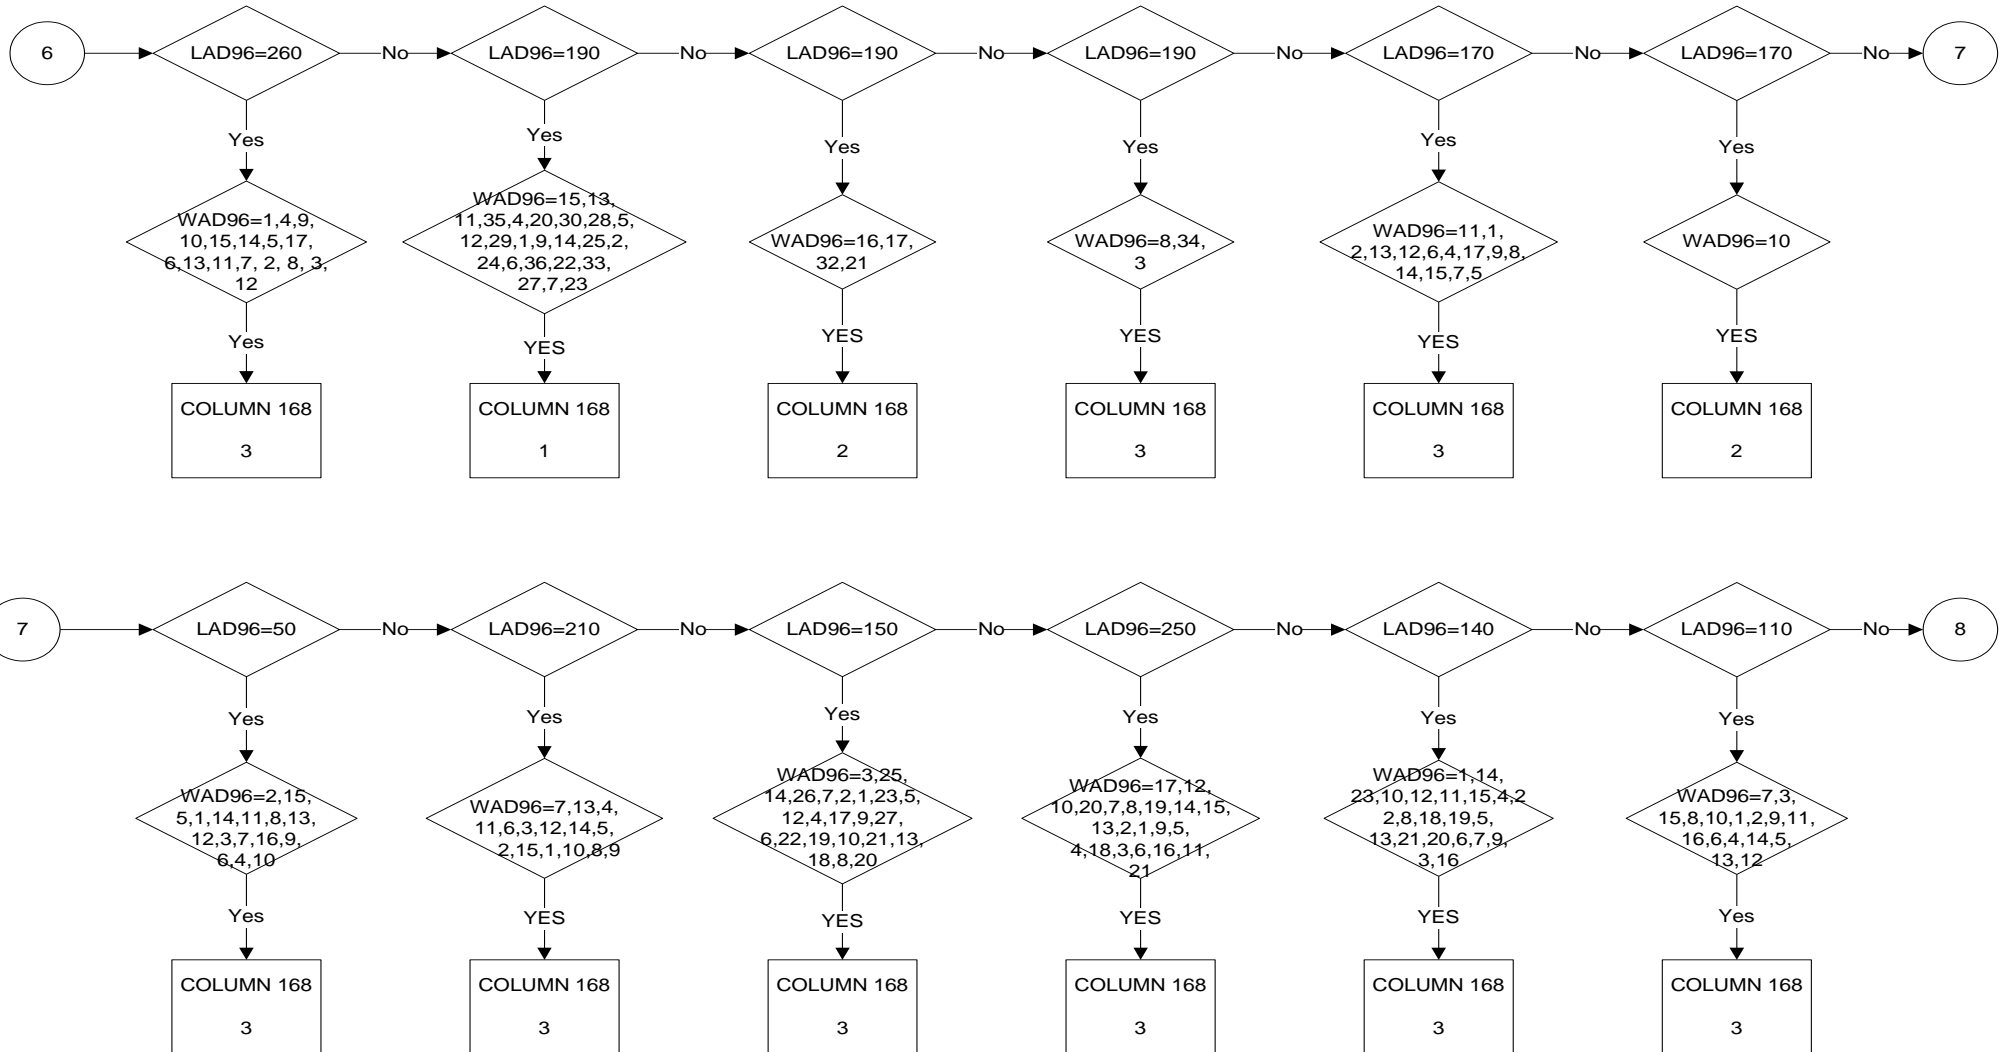 6
LAD96=260
No
LAD96=190
No
LAD96=190
No
LAD96=190
No
LAD96=170
No
LAD96=170
No
7
Yes
Yes
Yes
Yes
Yes
Yes
WAD96=1,4,9,
10,15,14,5,17,
6,13,11,7, 2, 8, 3,
12
WAD96=15,13,
11,35,4,20,30,28,5,
12,29,1,9,14,25,2,
24,6,36,22,33,
27,7,23
WAD96=16,17,
32,21
WAD96=8,34,
3
WAD96=11,1,
2,13,12,6,4,17,9,8,
14,15,7,5
WAD96=10
Yes
YES
YES
YES
YES
YES
COLUMN 168
3
COLUMN 168
1
COLUMN 168
2
COLUMN 168
3
COLUMN 168
3
COLUMN 168
2
7
LAD96=50
No
LAD96=210
No
LAD96=150
No
LAD96=250
No
LAD96=140
No
LAD96=110
No
8
Yes
Yes
Yes
Yes
Yes
Yes
WAD96=2,15,
5,1,14,11,8,13,
12,3,7,16,9,
6,4,10
WAD96=7,13,4,
11,6,3,12,14,5,
2,15,1,10,8,9
WAD96=3,25,
14,26,7,2,1,23,5,
12,4,17,9,27,
6,22,19,10,21,13,
18,8,20
WAD96=17,12,
10,20,7,8,19,14,15,
13,2,1,9,5,
4,18,3,6,16,11,
21
WAD96=1,14,
23,10,12,11,15,4,2
2,8,18,19,5,
13,21,20,6,7,9,
3,16
WAD96=7,3,
15,8,10,1,2,9,11,
16,6,4,14,5,
13,12
Yes
YES
YES
YES
YES
Yes
COLUMN 168
3
COLUMN 168
3
COLUMN 168
3
COLUMN 168
3
COLUMN 168
3
COLUMN 168
3